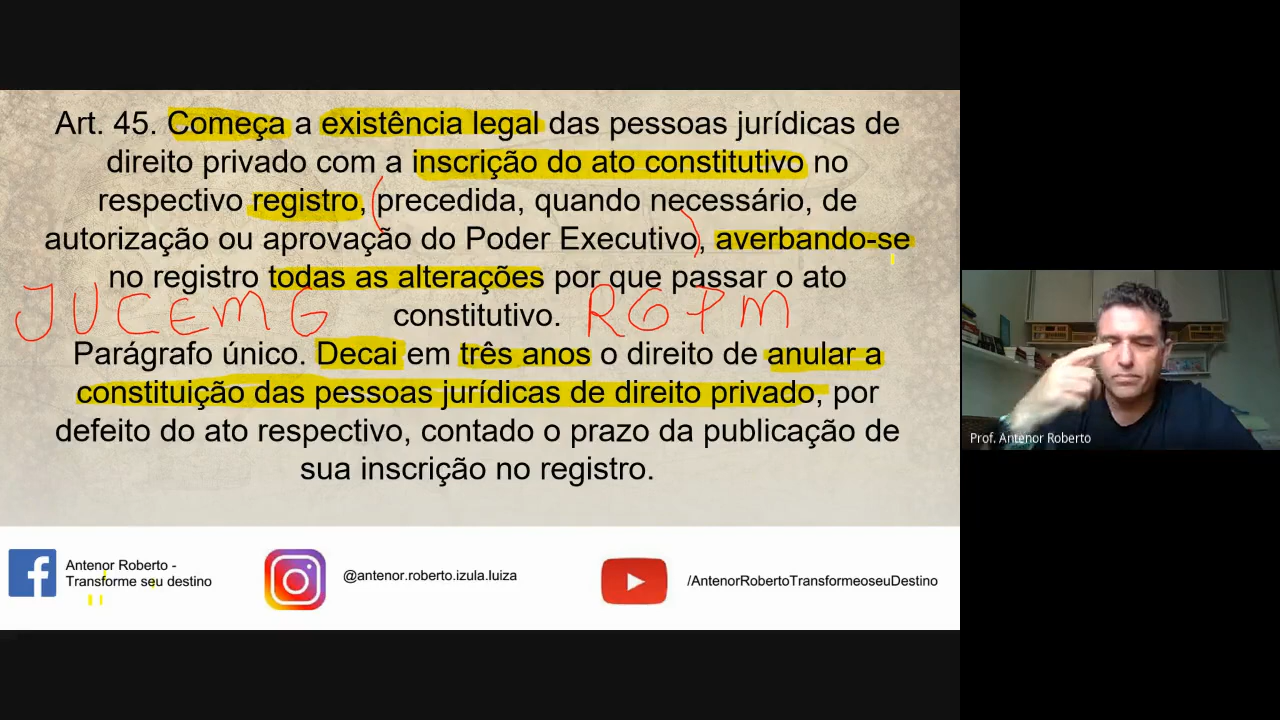 Art. 45. Começa a existência legal das pessoas jurídicas de
direito privado com a inscrição do ato constitutivo no
respectivo registro, (precedida, quando necessário, de
autorização ou aprovação do Poder Executivo), averbando-se
no registro todas as alterações por que passar o ato
JUCEMG constitutivo. RGPM
Parágrafo único. Decai em três anos o direito de anular a
constituição das pessoas jurídicas de direito privado, por
defeito do ato respectivo, contado o prazo da publicação de
sua inscrição no registro.
Prof. Antenor Roberto
Antenor Roberto -
Transforme seu destino
@antenor.roberto.izula.luiza
/AntenorRobertoTransformeoseuDestino